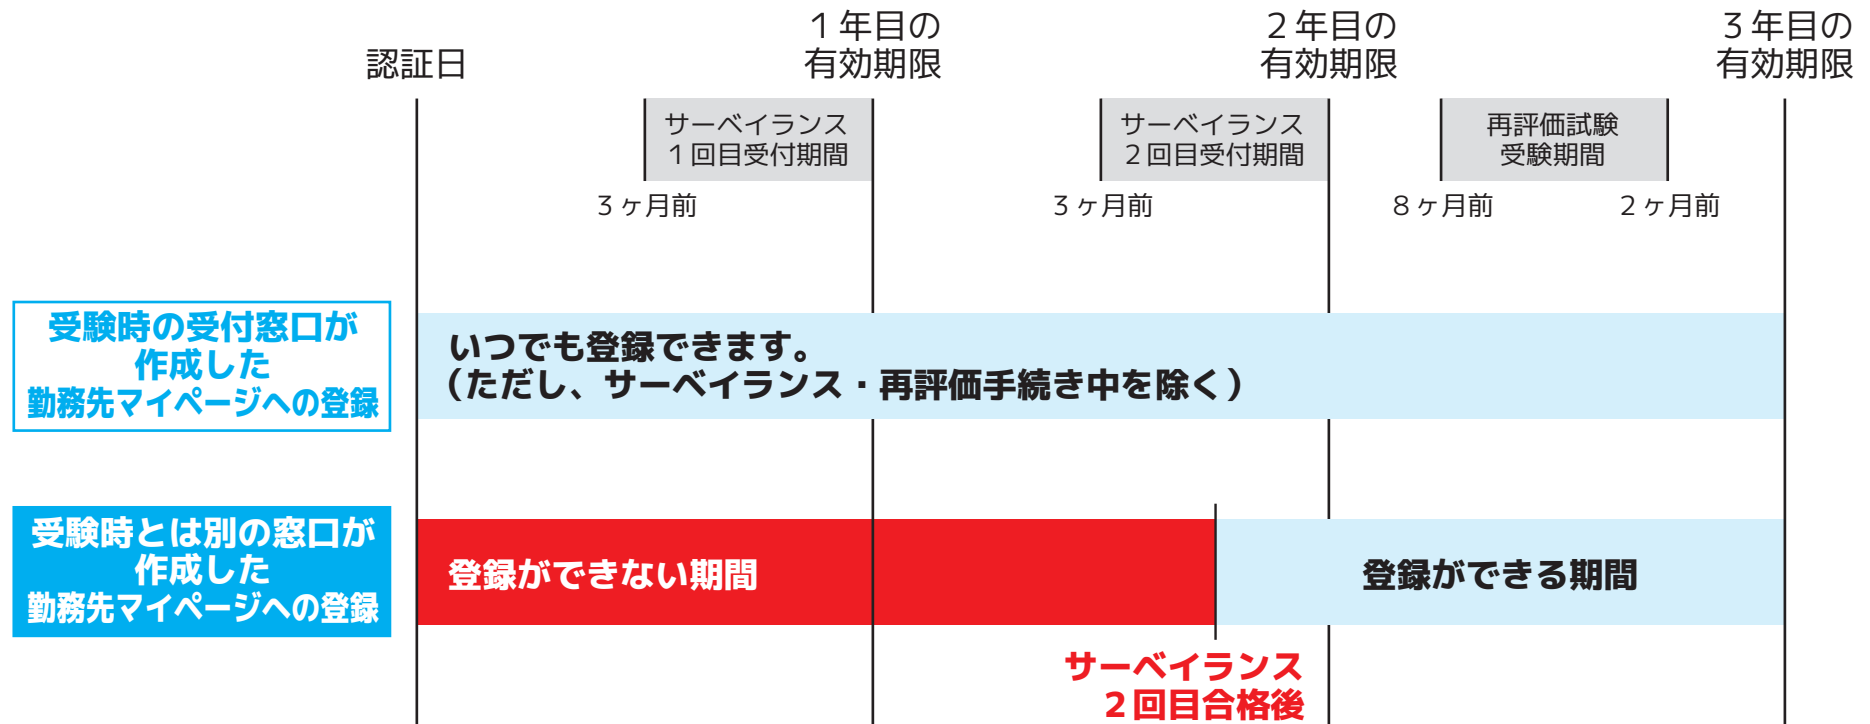 認証日
１年目の
有効期限
２年目の
有効期限
３年目の
有効期限
サーベイランス
１回目受付期間
サーベイランス
２回目受付期間
再評価試験
受験期間
３ヶ月前
３ヶ月前
８ヶ月前
２ヶ月前
受験時の受付窓口が
作成した
勤務先マイページへの登録
いつでも登録できます。
（ただし、サーベイランス・再評価手続き中を除く）
受験時とは別の窓口が
作成した
勤務先マイページへの登録
登録ができない期間
登録ができる期間
サーベイランス
２回目合格後